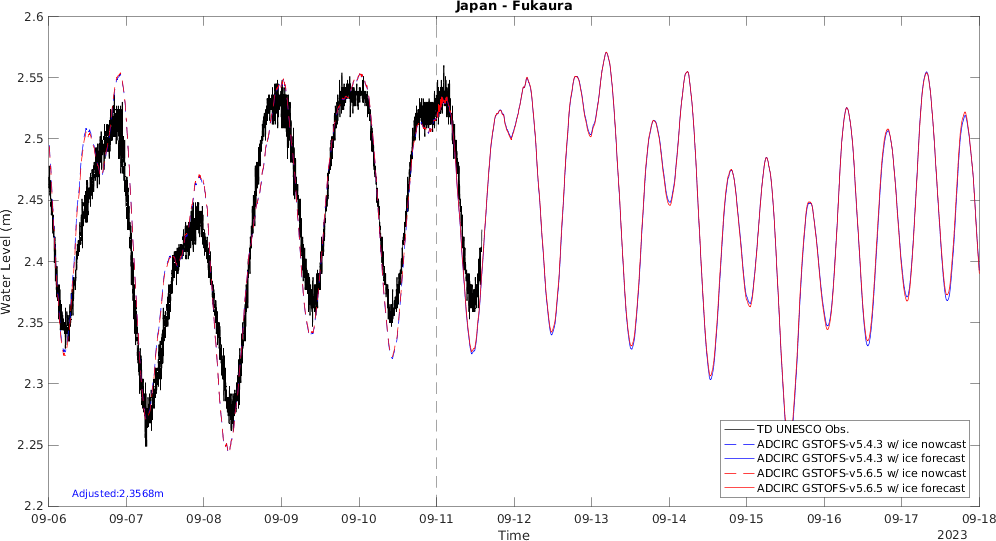 Japan - Fukaura
Water Level (m)
2.6
2.55
2.5
2.45
2.4
2.35
2.3
2.25
2.2
Adjusted:2.3568m
TD UNESCO Obs.
ADCIRC GSTOFS-v5.4.3 w/ ice nowcast
ADCIRC GSTOFS-v5.4.3 w/ ice forecast
ADCIRC GSTOFS-v5.6.5 w/ ice nowcast
ADCIRC GSTOFS-v5.6.5 w/ ice forecast
09-06 09-07 09-08 09-09 09-10 09-11 09-12 09-13 09-14 09-15 09-16 09-17 09-18
Time
2023